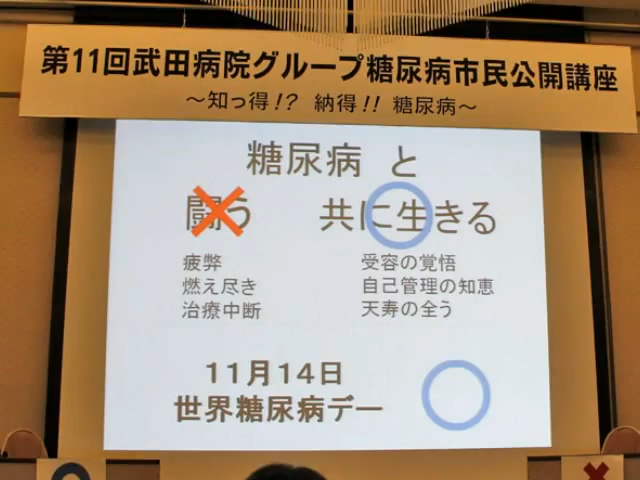 第11回武田病院グループ糖尿病市民公開講座
～知っ得!? 納得!! 糖尿病～
糖尿病 と
闘う 共に生きる
疲弊 受容の覚悟
燃え尽き 自己管理の知恵
治療中断 天寿の全う
11月14日
世界糖尿病デー